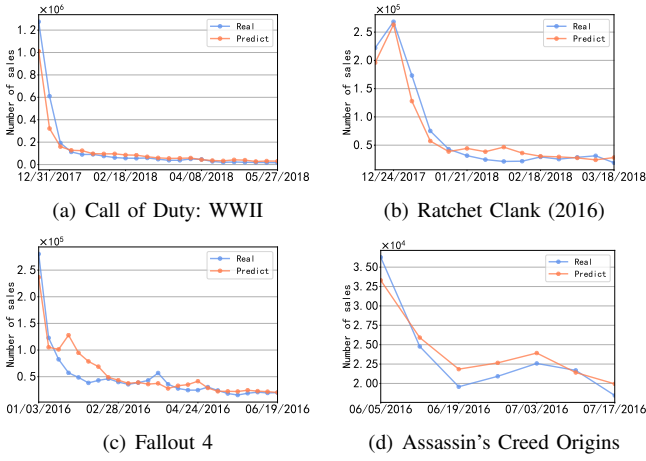 ×10⁶
Number of sales
1.2
1.0
0.8
0.6
0.4
0.2
0.0
Real
Predict
12/31/2017 02/18/2018 04/08/2018 05/27/2018
(a) Call of Duty: WWII
×10⁵
Number of sales
2.5
2.0
1.5
1.0
0.5
Real
Predict
12/24/2017 01/21/2018 02/18/2018 03/18/2018
(b) Ratchet Clank (2016)
×10⁵
Number of sales
2.5
2.0
1.5
1.0
0.5
Real
Predict
01/03/2016 02/28/2016 04/24/2016 06/19/2016
(c) Fallout 4
×10⁴
Number of sales
3.50
3.25
3.00
2.75
2.50
2.25
2.00
Real
Predict
06/05/2016 06/19/2016 07/03/2016 07/17/2016
(d) Assassin's Creed Origins